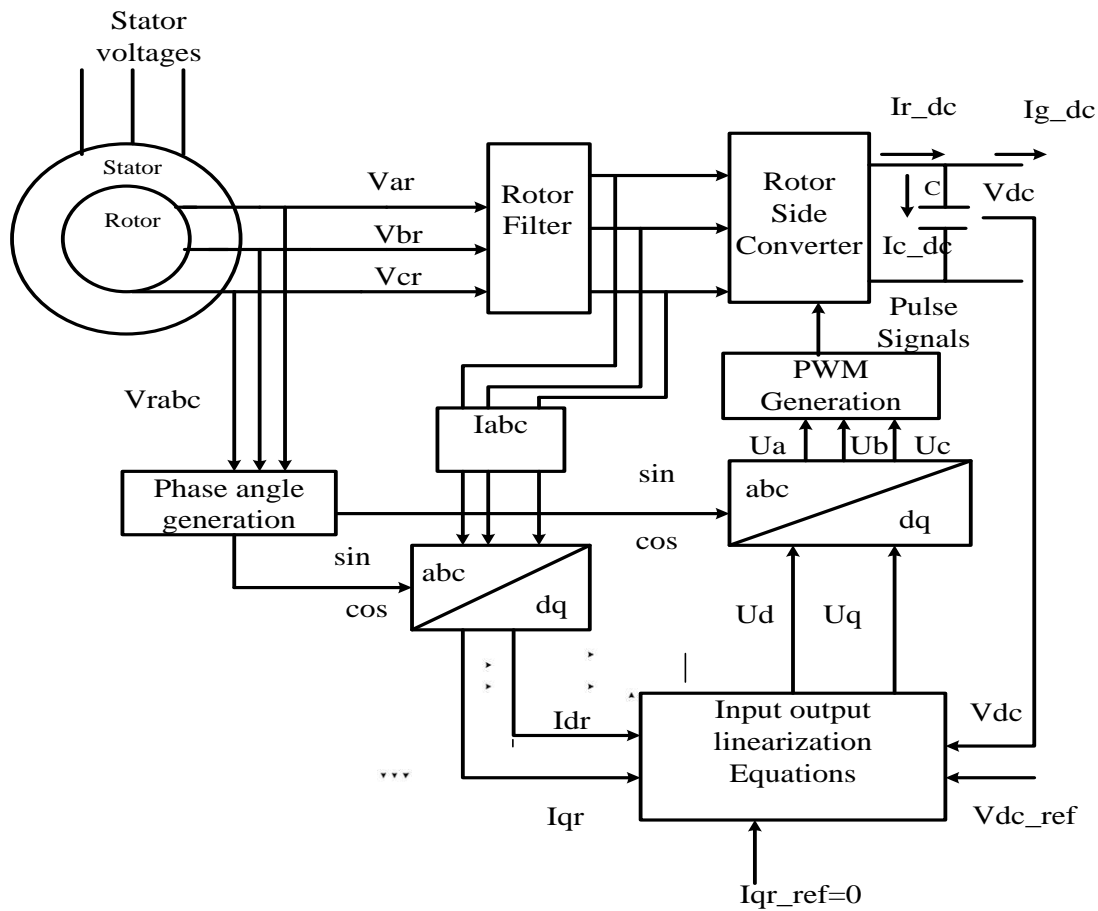 Stator
voltages
Stator
Rotor
Var
Vbr
Vcr
Rotor
Filter
Rotor
Side
Converter
Ir_dc
Ig_dc
C
Vdc
Ic_dc
Pulse
Signals
PWM
Generation
Vrabc
Iabc
Ua
Ub
Uc
Phase angle
generation
sin
cos
abc
dq
sin
cos
abc
dq
Ud
Uq
Idr
Iqr
Input output
linearization
Equations
Vdc
Vdc_ref
Iqr_ref=0